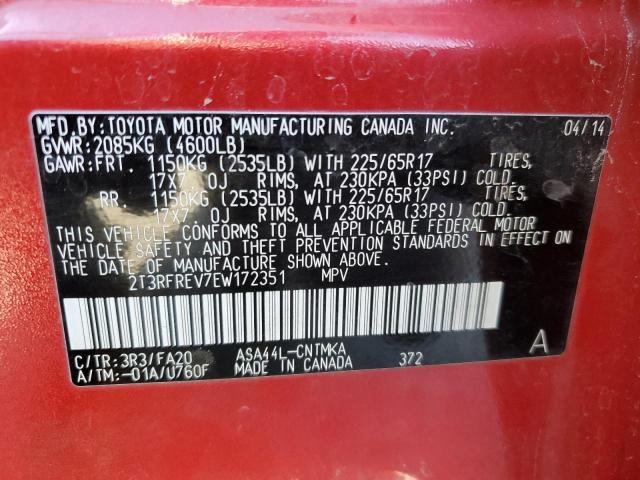 MFD.BY:TOYOTA MOTOR MANUFACTURING CANADA INC. 04/14
GVWR:2085KG (4600LB)
GAWR:FRT. 1150KG (2535LB) WITH 225/65R17 TIRES,
17X7.0J RIMS, AT 230KPA (33PSI) COLD.
RR. 1150KG (2535LB) WITH 225/65R17 TIRES,
17X7.0J RIMS, AT 230KPA (33PSI) COLD.
THIS VEHICLE CONFORMS TO ALL APPLICABLE FEDERAL MOTOR
VEHICLE SAFETY AND THEFT PREVENTION STANDARDS IN EFFECT ON
THE DATE OF MANUFACTURE SHOWN ABOVE.
2T3RFREV7EW172351 MPV
C/TR:3R3/FA20 ASA44L-CNTMKA 372 A
A/TM:-01A/U760F MADE IN CANADA